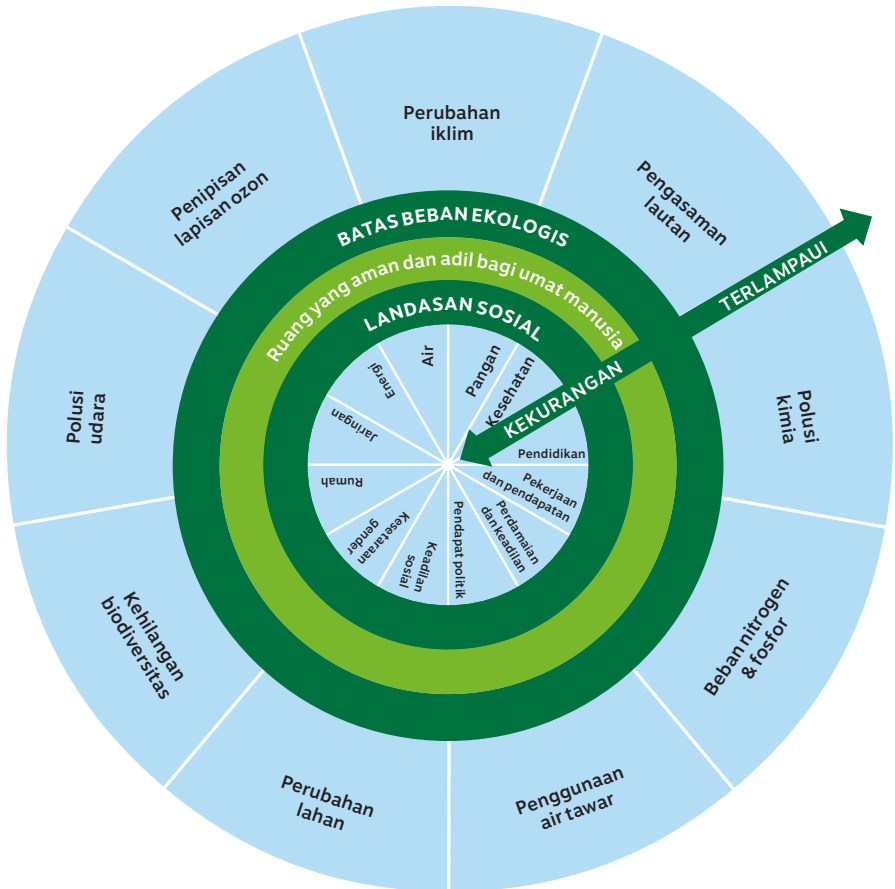 Perubahan
iklim
Pengasaman
lautan
Polusi
kimia
Beban nitrogen
& fosfor
Penggunaan
air tawar
Perubahan
lahan
Kehilangan
biodiversitas
Polusi
udara
Penipisan
lapisan ozon
BATAS BEBAN EKOLOGIS
Ruang yang aman dan adil bagi umat manusia
LANDASAN SOSIAL
TERLAMPAUI
KEKURANGAN
Air
Pangan
Kesehatan
Pendidikan
Pekerjaan
dan pendapatan
Perdamaian
dan keadilan
Pendapat politik
Keadilan
sosial
Kesetaraan
gender
Rumah
Jaringan
Energi